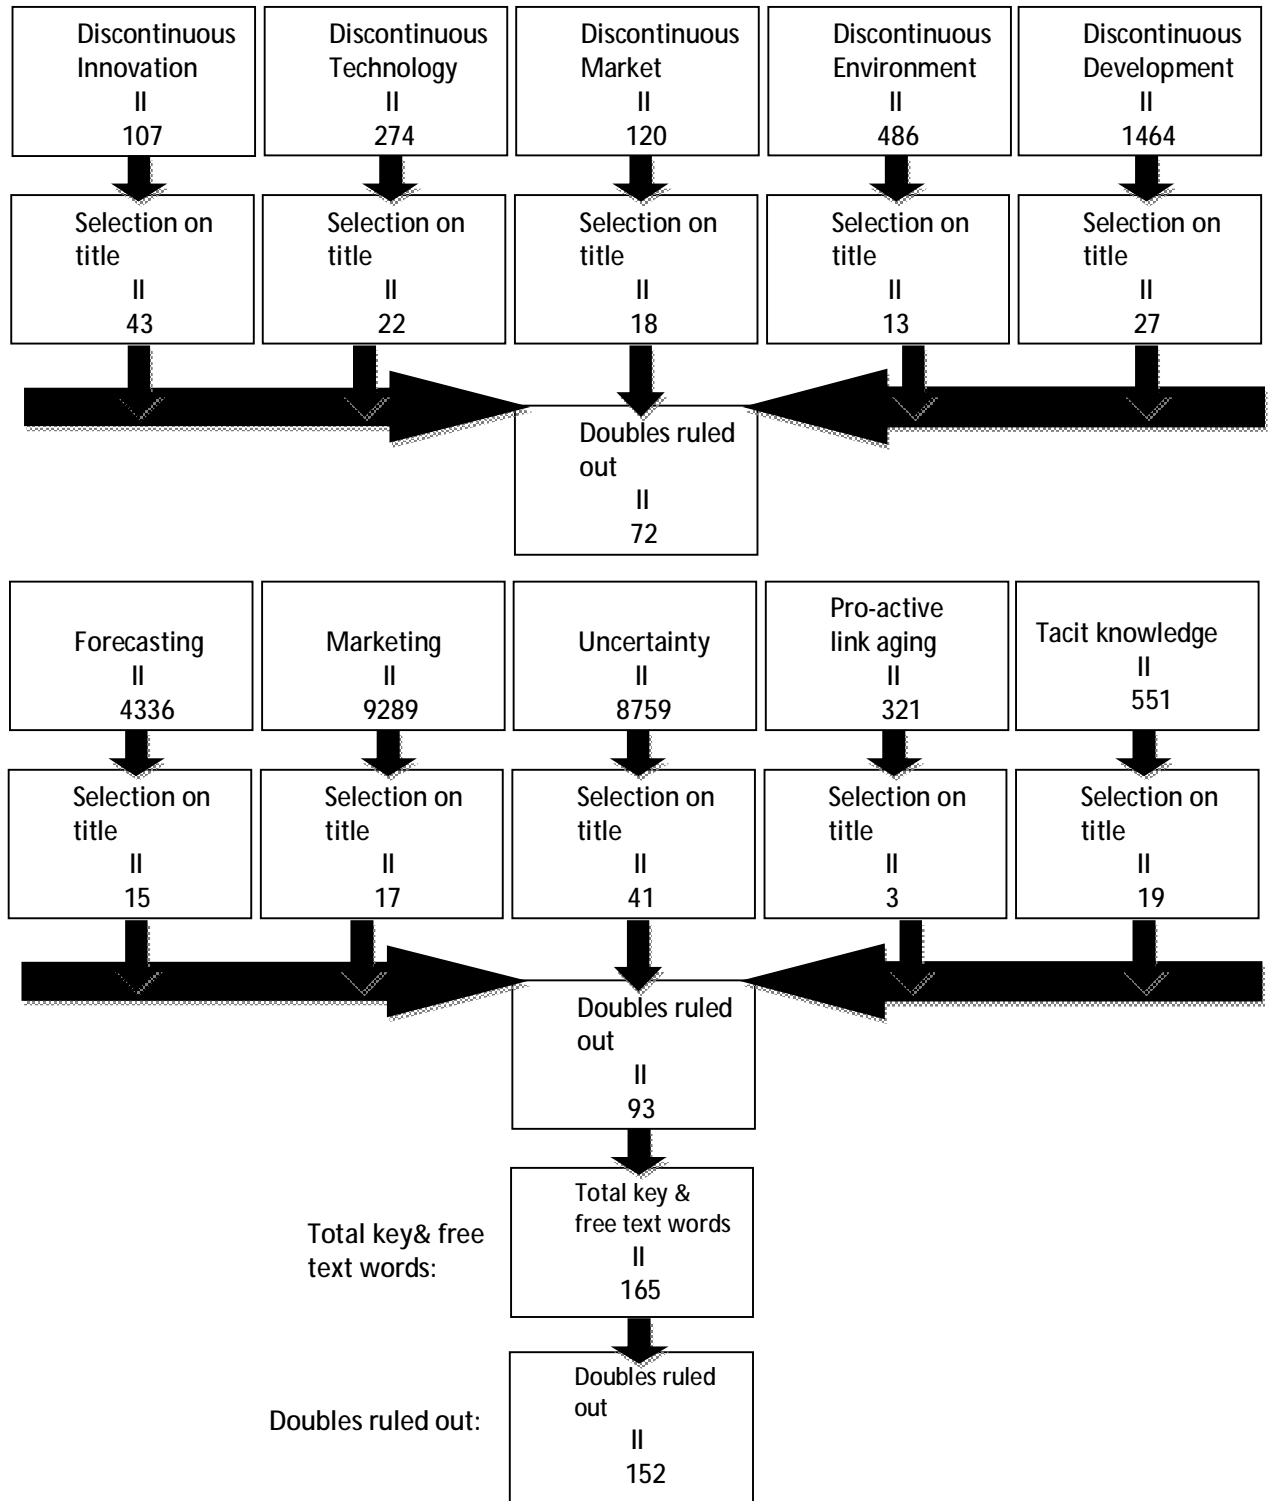 Discontinuous
Innovation
II
107
Discontinuous
Technology
II
274
Discontinuous
Market
II
120
Discontinuous
Environment
II
486
Discontinuous
Development
II
1464
Selection on
title
II
43
Selection on
title
II
22
Selection on
title
II
18
Selection on
title
II
13
Selection on
title
II
27
Doubles ruled
out
II
72
Forecasting
II
4336
Marketing
II
9289
Uncertainty
II
8759
Pro-active
link aging
II
321
Tacit knowledge
II
551
Selection on
title
II
15
Selection on
title
II
17
Selection on
title
II
41
Selection on
title
II
3
Selection on
title
II
19
Doubles ruled
out
II
93
Total key& free
text words:
Total key &
free text words
II
165
Doubles ruled out:
Doubles ruled
out
II
152